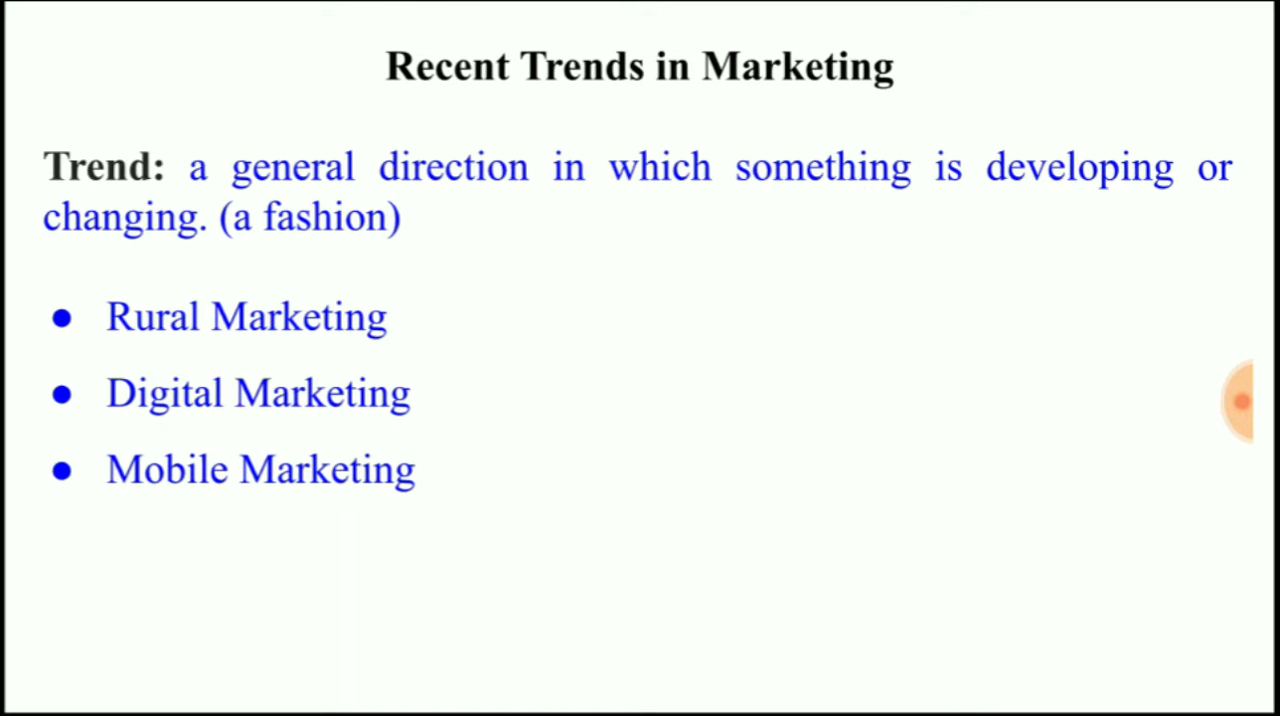 Recent Trends in Marketing
Trend: a general direction in which something is developing or
changing. (a fashion)
● Rural Marketing
● Digital Marketing
● Mobile Marketing